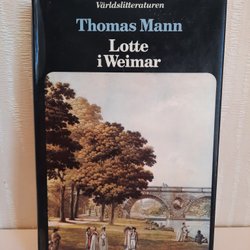 Världslitteraturen
Thomas Mann
Lotte
i Weimar